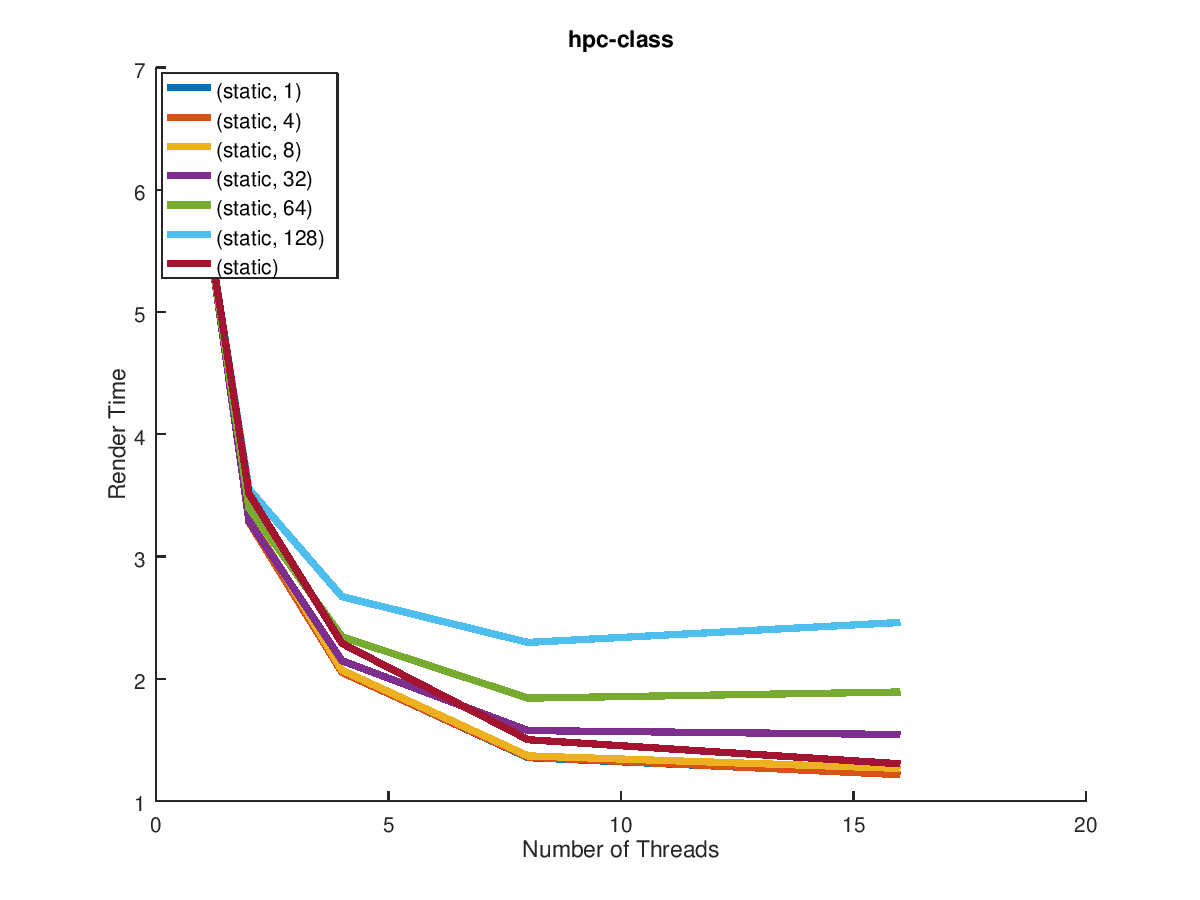 hpc-class
7
6
5
4
3
2
1
(static, 1)
(static, 4)
(static, 8)
(static, 32)
(static, 64)
(static, 128)
(static)
Render Time
0
5
10
15
20
Number of Threads